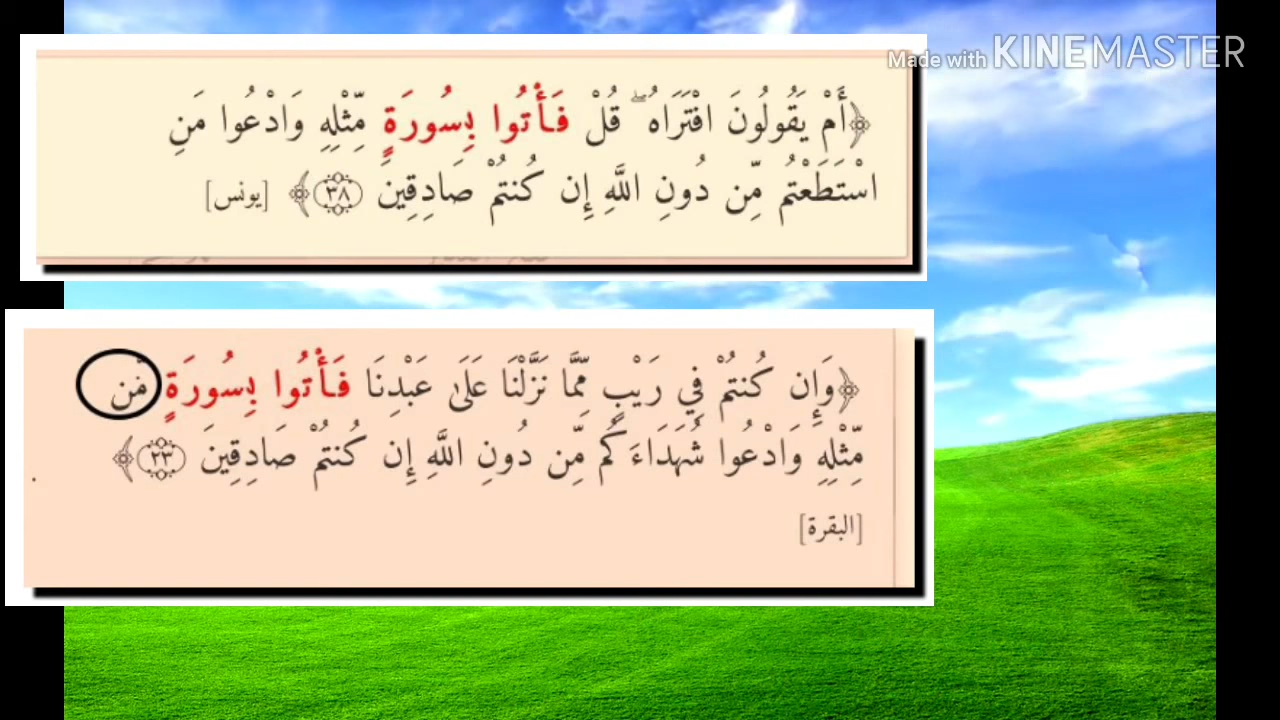 Made with KINEMASTER
﴿أَمْ يَقُولُونَ افْتَرَاهُ ۖ قُلْ فَأْتُوا بِسُورَةٍ مِّثْلِهِ وَادْعُوا مَنِ
اسْتَطَعْتُم مِّن دُونِ اللَّهِ إِن كُنتُمْ صَادِقِينَ ﴿٣٨﴾ [يونس]
﴿وَإِن كُنتُمْ فِي رَيْبٍ مِّمَّا نَزَّلْنَا عَلَىٰ عَبْدِنَا فَأْتُوا بِسُورَةٍ مِّن
مِّثْلِهِ وَادْعُوا شُهَدَاءَكُم مِّن دُونِ اللَّهِ إِن كُنتُمْ صَادِقِينَ ﴿٢٣﴾
[البقرة]